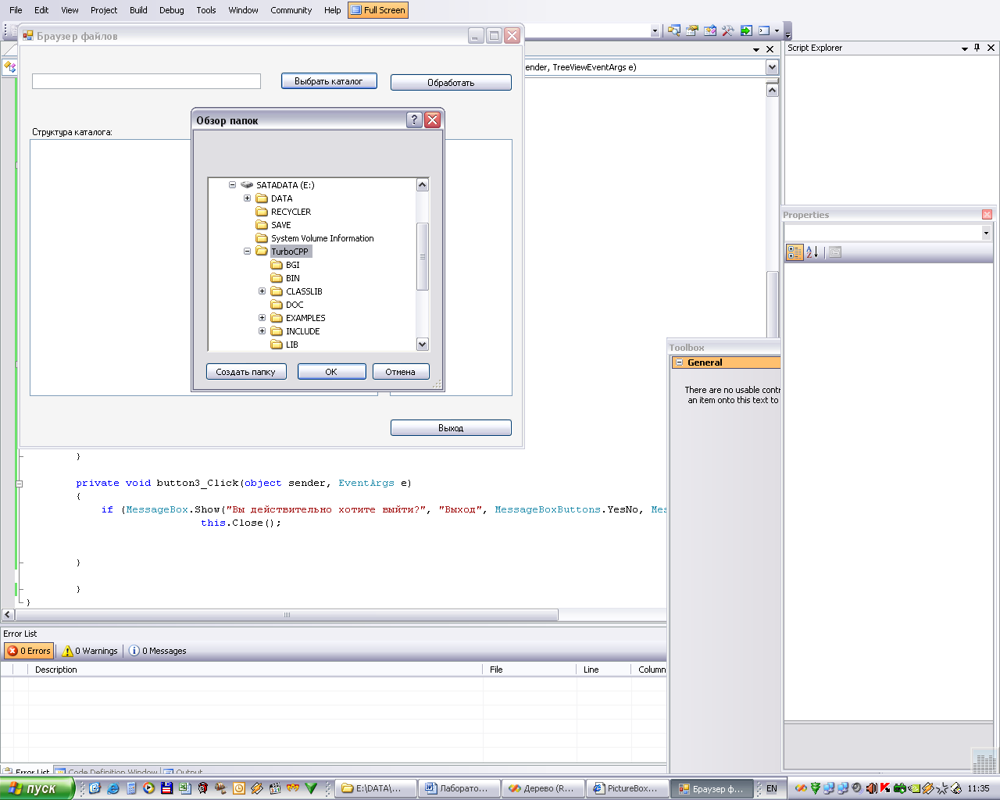 File Edit View Project Build Debug Tools Window Community Help Full Screen
Браузер файлов
Script Explorer
ender, TreeViewEventArgs e)
Выбрать каталог
Обработать
Обзор папок
Структура каталога:
SATADATA (E:)
DATA
RECYCLER
SAVE
System Volume Information
TurboCPP
BGI
BIN
CLASSLIB
DOC
EXAMPLES
INCLUDE
LIB
Создать папку OK Отмена
Выход
Properties
Toolbox
General
There are no usable contr
an item onto this text to
}
private void button3_Click(object sender, EventArgs e)
{
if (MessageBox.Show("Вы действительно хотите выйти?", "Выход", MessageBoxButtons.YesNo, Mes
this.Close();
}
}
}
Error List
0 Errors 0 Warnings 0 Messages
Description File Line Column
Error List Code Definition Window Output
пуск E:\DATA\... Лаборато... Дерево (R... PictureBox... Браузер ф... EN 11:35